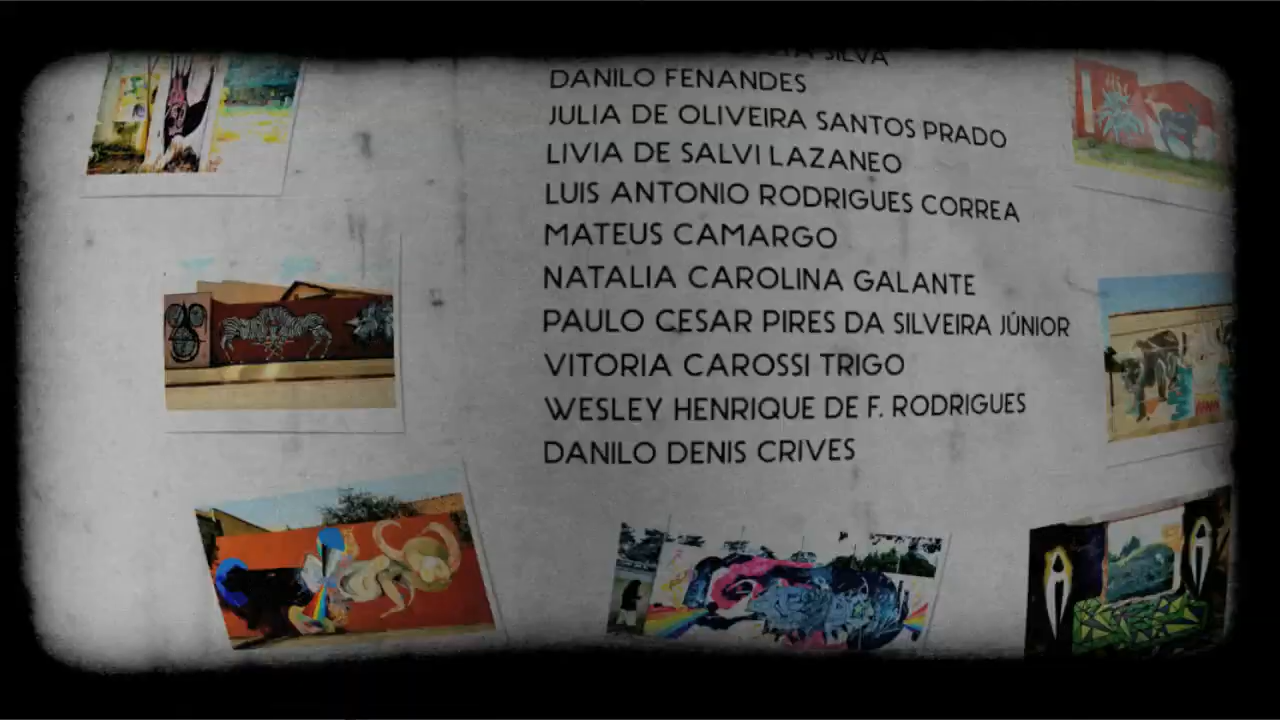 SILVA
DANILO FENANDES
JULIA DE OLIVEIRA SANTOS PRADO
LIVIA DE SALVI LAZANEO
LUIS ANTONIO RODRIGUES CORREA
MATEUS CAMARGO
NATALIA CAROLINA GALANTE
PAULO CESAR PIRES DA SILVEIRA JÚNIOR
VITORIA CAROSSI TRIGO
WESLEY HENRIQUE DE F. RODRIGUES
DANILO DENIS CRIVES